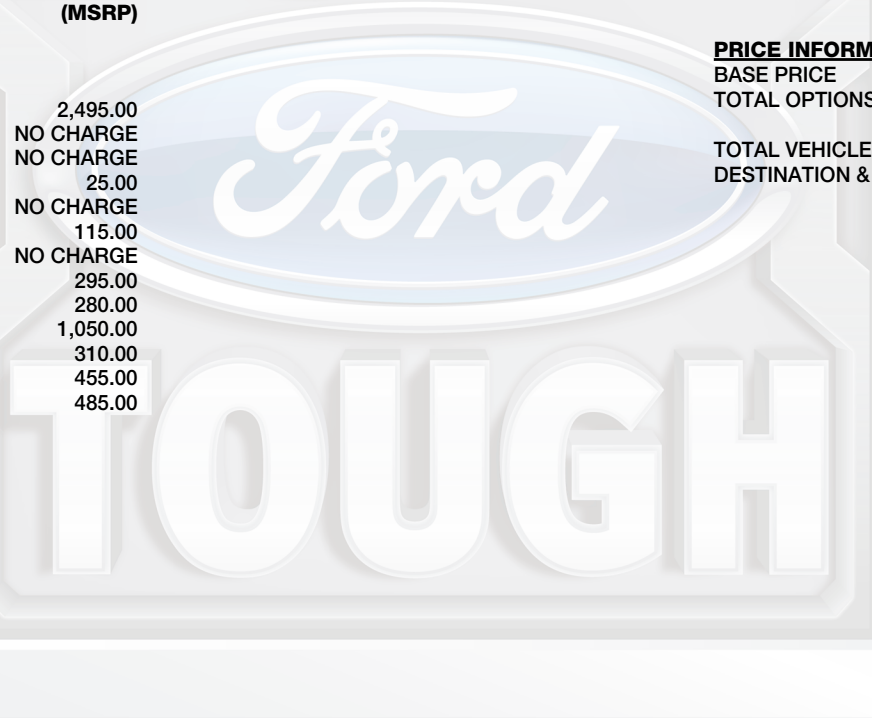 (MSRP)
2,495.00
NO CHARGE
NO CHARGE
25.00
NO CHARGE
115.00
NO CHARGE
295.00
280.00
1,050.00
310.00
455.00
485.00
PRICE INFORM
BASE PRICE
TOTAL OPTIONS
TOTAL VEHICLE
DESTINATION &
Ford
TOUGH